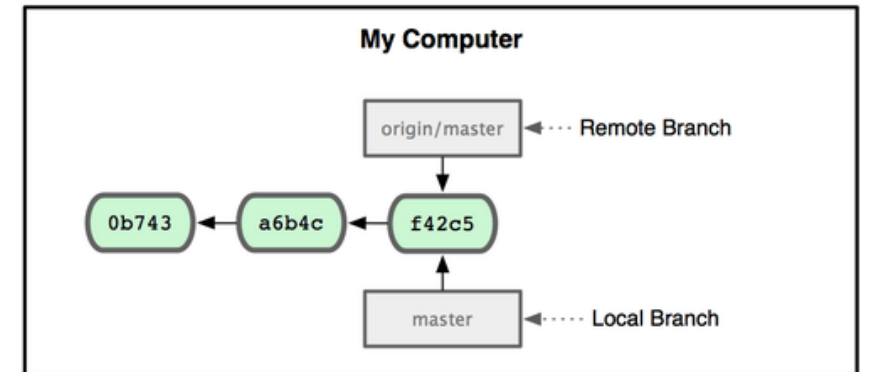 My Computer
origin/master
Remote Branch
0b743
a6b4c
f42c5
master
Local Branch